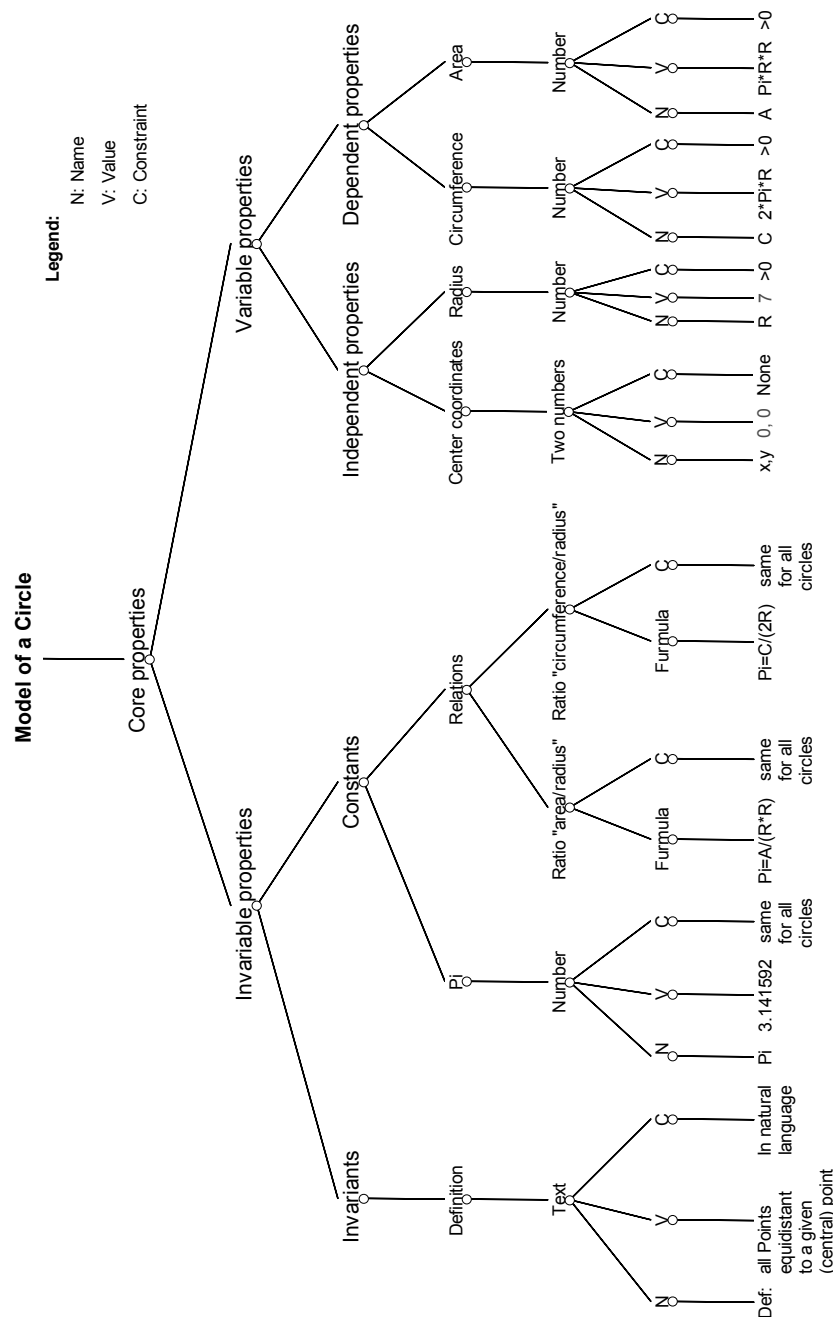 Model of a Circle
Legend:
N: Name
V: Value
C: Constraint
Core properties
Invariable properties
Variable properties
Invariants
Constants
Independent properties
Dependent properties
Definition
Pi
Relations
Center coordinates
Radius
Circumference
Area
Text
Number
Ratio "area/radius"
Ratio "circumference/radius"
Two numbers
Number
Number
Number
N
V
C
N
V
C
Furmula
C
Furmula
C
N
V
C
N
V
C
N
V
C
N
V
C
Def:
all Points
equidistant
to a given
(central) point
In natural
language
Pi
3.141592
same
for all
circles
Pi=A/(R*R)
same
for all
circles
Pi=C/(2R)
same
for all
circles
x,y
0, 0
None
R
7
>0
C
2*Pi*R
>0
A
Pi*R*R
>0